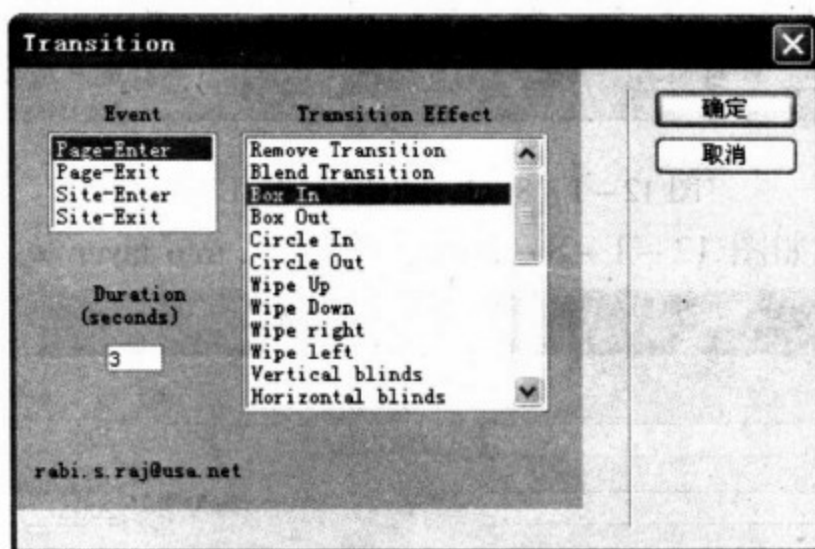 Transition
Event
Page-Enter
Page-Exit
Site-Enter
Site-Exit
Duration
(seconds)
3
Transition Effect
Remove Transition
Blend Transition
Box In
Box Out
Circle In
Circle Out
Wipe Up
Wipe Down
Wipe right
Wipe left
Vertical blinds
Horizontal blinds
确定
取消
rabi.s.raj@usa.net